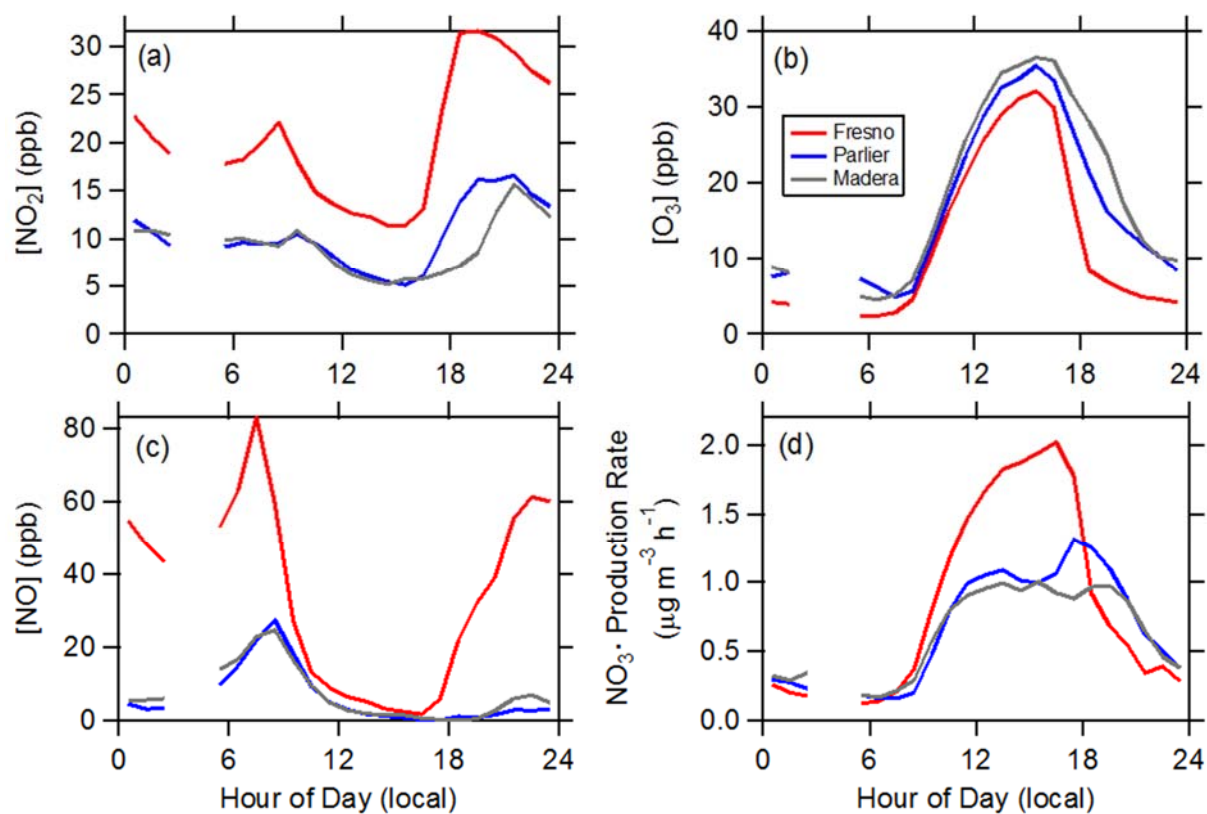 (a)
[NO₂] (ppb)
30
25
20
15
10
5
0
0 6 12 18 24
(b)
[O₃] (ppb)
40
30
20
10
0
Fresno
Parlier
Madera
0 6 12 18 24
(c)
[NO] (ppb)
80
60
40
20
0
0 6 12 18 24
Hour of Day (local)
(d)
NO₃· Production Rate
(µg m⁻³ h⁻¹)
2.0
1.5
1.0
0.5
0.0
0 6 12 18 24
Hour of Day (local)